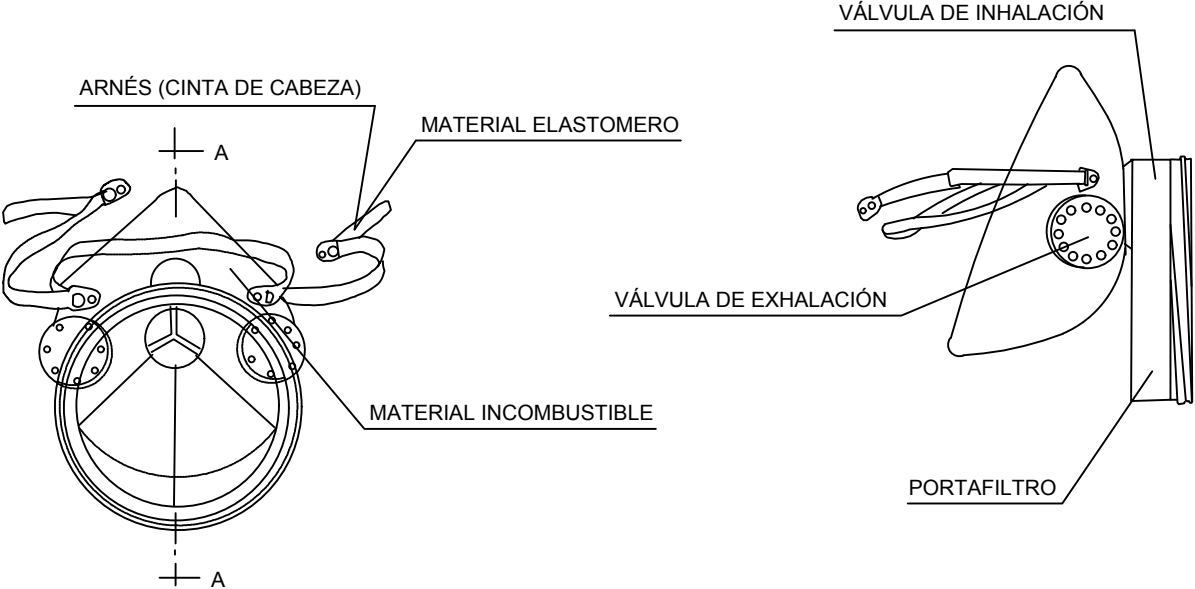 VÁLVULA DE INHALACIÓN
ARNÉS (CINTA DE CABEZA)
MATERIAL ELASTOMERO
A
VÁLVULA DE EXHALACIÓN
MATERIAL INCOMBUSTIBLE
PORTAFILTRO
A